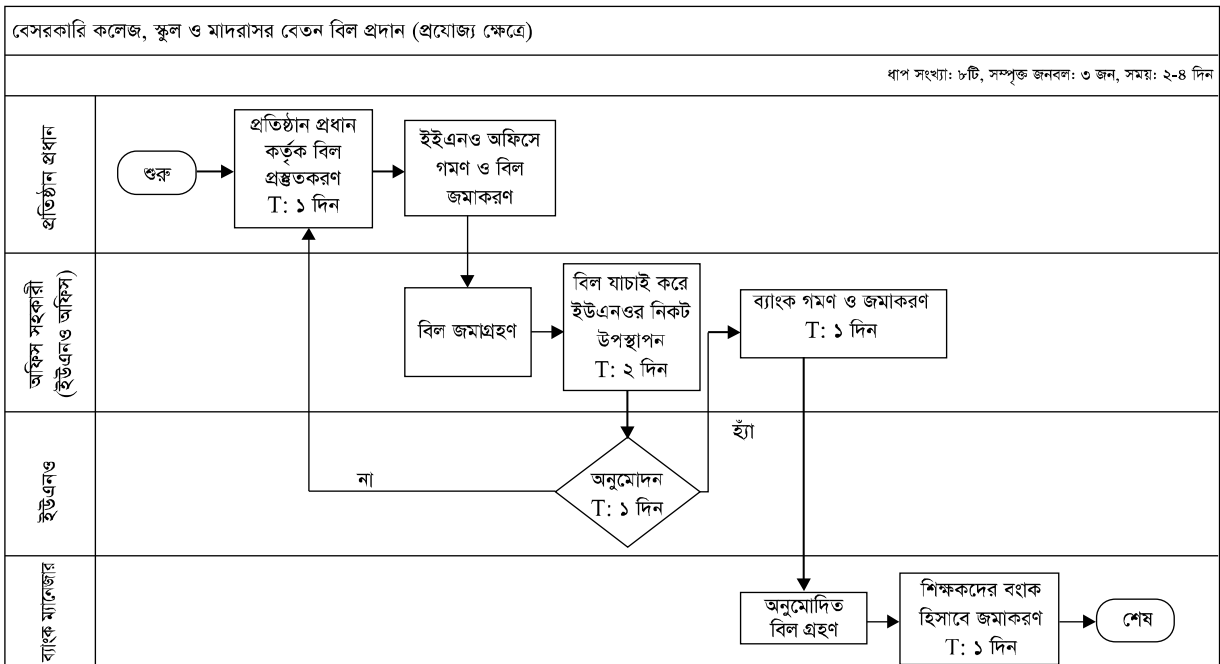 বেসরকারি কলেজ, স্কুল ও মাদরাসর বেতন বিল প্রদান (প্রযোজ্য ক্ষেত্রে)
ধাপ সংখ্যা: ৮টি, সম্পৃক্ত জনবল: ৩ জন, সময়: ২-৪ দিন
প্রতিষ্ঠান প্রধান
শুরু
প্রতিষ্ঠান প্রধান
কর্তৃক বিল
প্রস্তুতকরণ
T: ১ দিন
ইইএনও অফিসে
গমণ ও বিল
জমাকরণ
অফিস সহকারী
(ইউএনও অফিস)
বিল জমাগ্রহণ
বিল যাচাই করে
ইউএনওর নিকট
উপস্থাপন
T: ২ দিন
ব্যাংক গমণ ও জমাকরণ
T: ১ দিন
ইউএনও
না
অনুমোদন
T: ১ দিন
হ্যাঁ
ব্যাংক ম্যানেজার
অনুমোদিত
বিল গ্রহণ
শিক্ষকদের বংাক
হিসাবে জমাকরণ
T: ১ দিন
শেষ